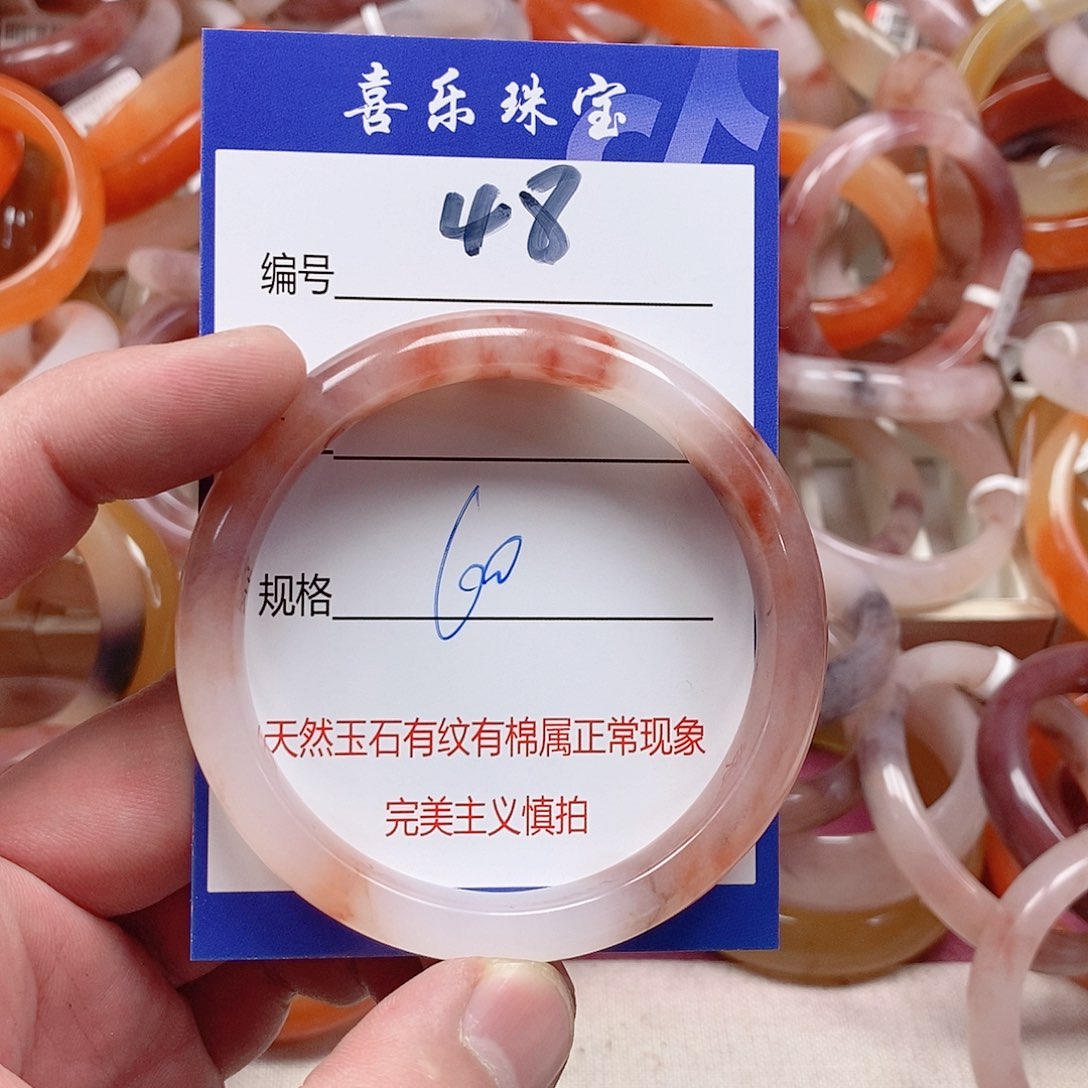 喜乐珠宝
48
编号
规格 60
天然玉石有纹有棉属正常现象
完美主义慎拍